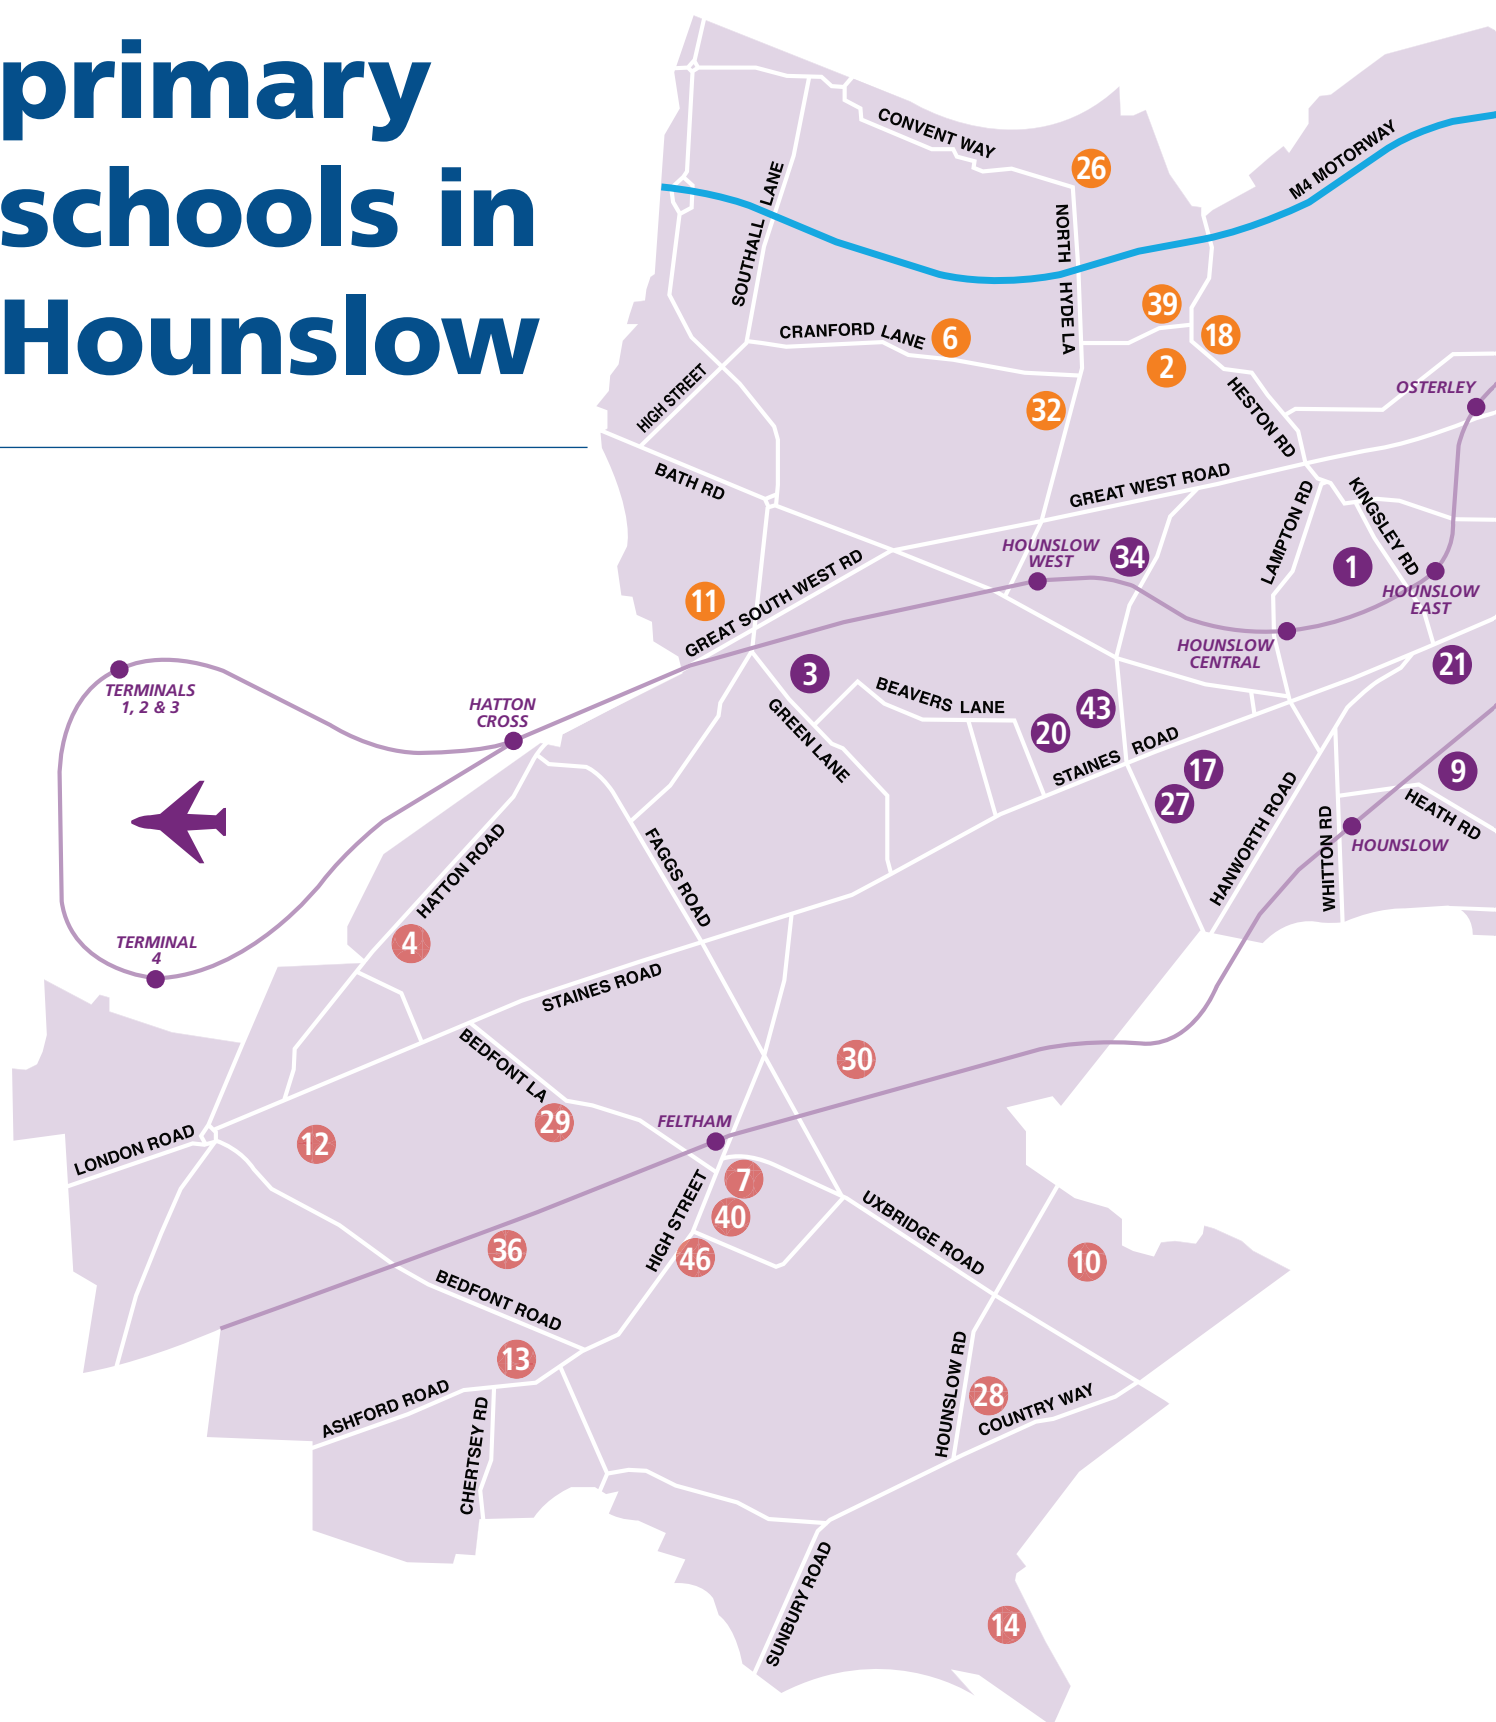 primary
schools in
Hounslow
CONVENT WAY
26
M4 MOTORWAY
SOUTHALL LANE
NORTH HYDE LA
39
18
CRANFORD LANE
6
2
32
HIGH STREET
HESTON RD
OSTERLEY
BATH RD
GREAT WEST ROAD
LAMPTON RD
KINGSLEY RD
HOUNSLOW
WEST
34
1
HOUNSLOW
EAST
11
GREAT SOUTH WEST RD
HOUNSLOW
CENTRAL
21
3
TERMINALS
1, 2 & 3
HATTON
CROSS
BEAVERS LANE
43
20
GREEN LANE
STAINES ROAD
17
27
9
HANWORTH ROAD
WHITTON RD
HEATH RD
HOUNSLOW
HATTON ROAD
FAGGS ROAD
4
TERMINAL
4
STAINES ROAD
BEDFONT LA
30
29
FELTHAM
LONDON ROAD
12
7
40
46
HIGH STREET
UXBRIDGE ROAD
10
36
BEDFONT ROAD
13
HOUNSLOW RD
28
COUNTRY WAY
ASHFORD ROAD
CHERTSEY RD
SUNBURY ROAD
14